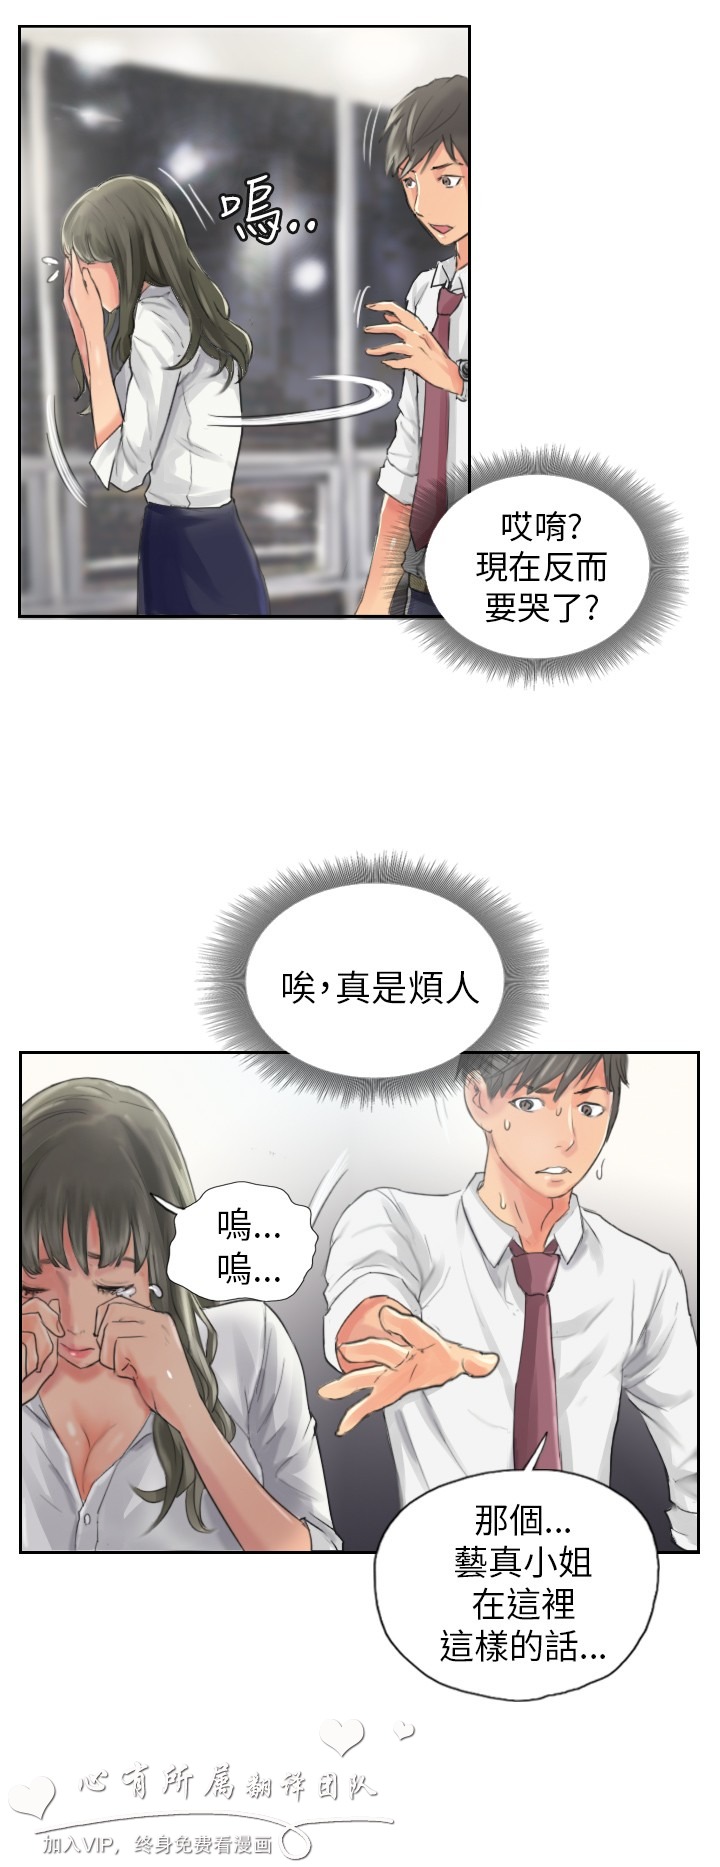 嗚..
哎唷?
現在反而
要哭了?
唉，真是煩人
嗚...
嗚...
那個...
藝真小姐
在這裡
這樣的話...
心有所属翻译团队
加入VIP，终身免费看漫画